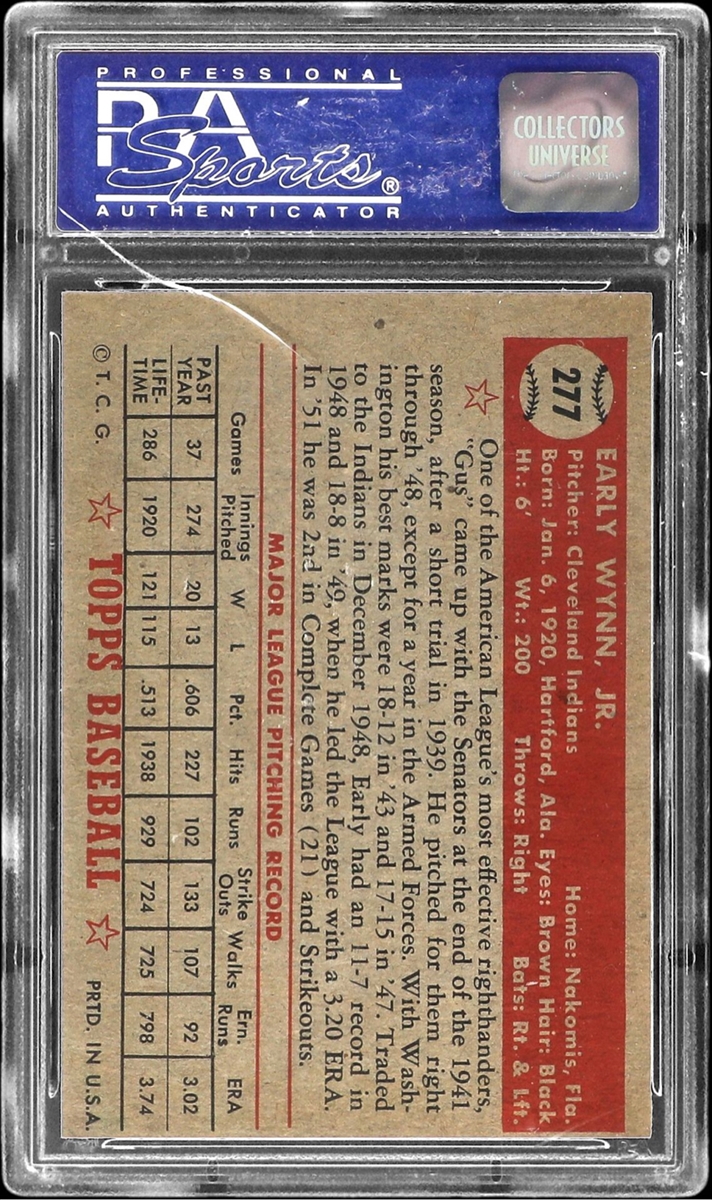 PROFESSIONAL
PSA
Sports®
AUTHENTICATOR
COLLECTORS
UNIVERSE
277
EARLY WYNN, JR.
Pitcher: Cleveland Indians Home: Nakomis, Fla.
Born: Jan. 6, 1920, Hartford, Ala. Eyes: Brown Hair: Black
Ht.: 6' Wt.: 200 Throws: Right Bats: Rt. & Lft.
One of the American League's most effective righthanders,
"Gus" came up with the Senators at the end of the 1941
season, after a short trial in 1939. He pitched for them right
through '48, except for a year in the Armed Forces. With Wash-
ington his best marks were 18-12 in '43 and 17-15 in '47. Traded
to the Indians in December 1948, Early had an 11-7 record in
1948 and 18-8 in '49, when he led the League with a 3.20 ERA.
In '51 he was 2nd in Complete Games (21) and Strikeouts.
MAJOR LEAGUE PITCHING RECORD
Games Innings Pitched W L Pct. Hits Runs Strike Outs Walks Ern. Runs ERA
PAST YEAR 37 274 20 13 .606 227 102 133 107 92 3.02
LIFE-TIME 286 1920 121 115 .513 1938 929 724 725 798 3.74
© T. C. G. TOPPS BASEBALL PRTD. IN U.S.A.